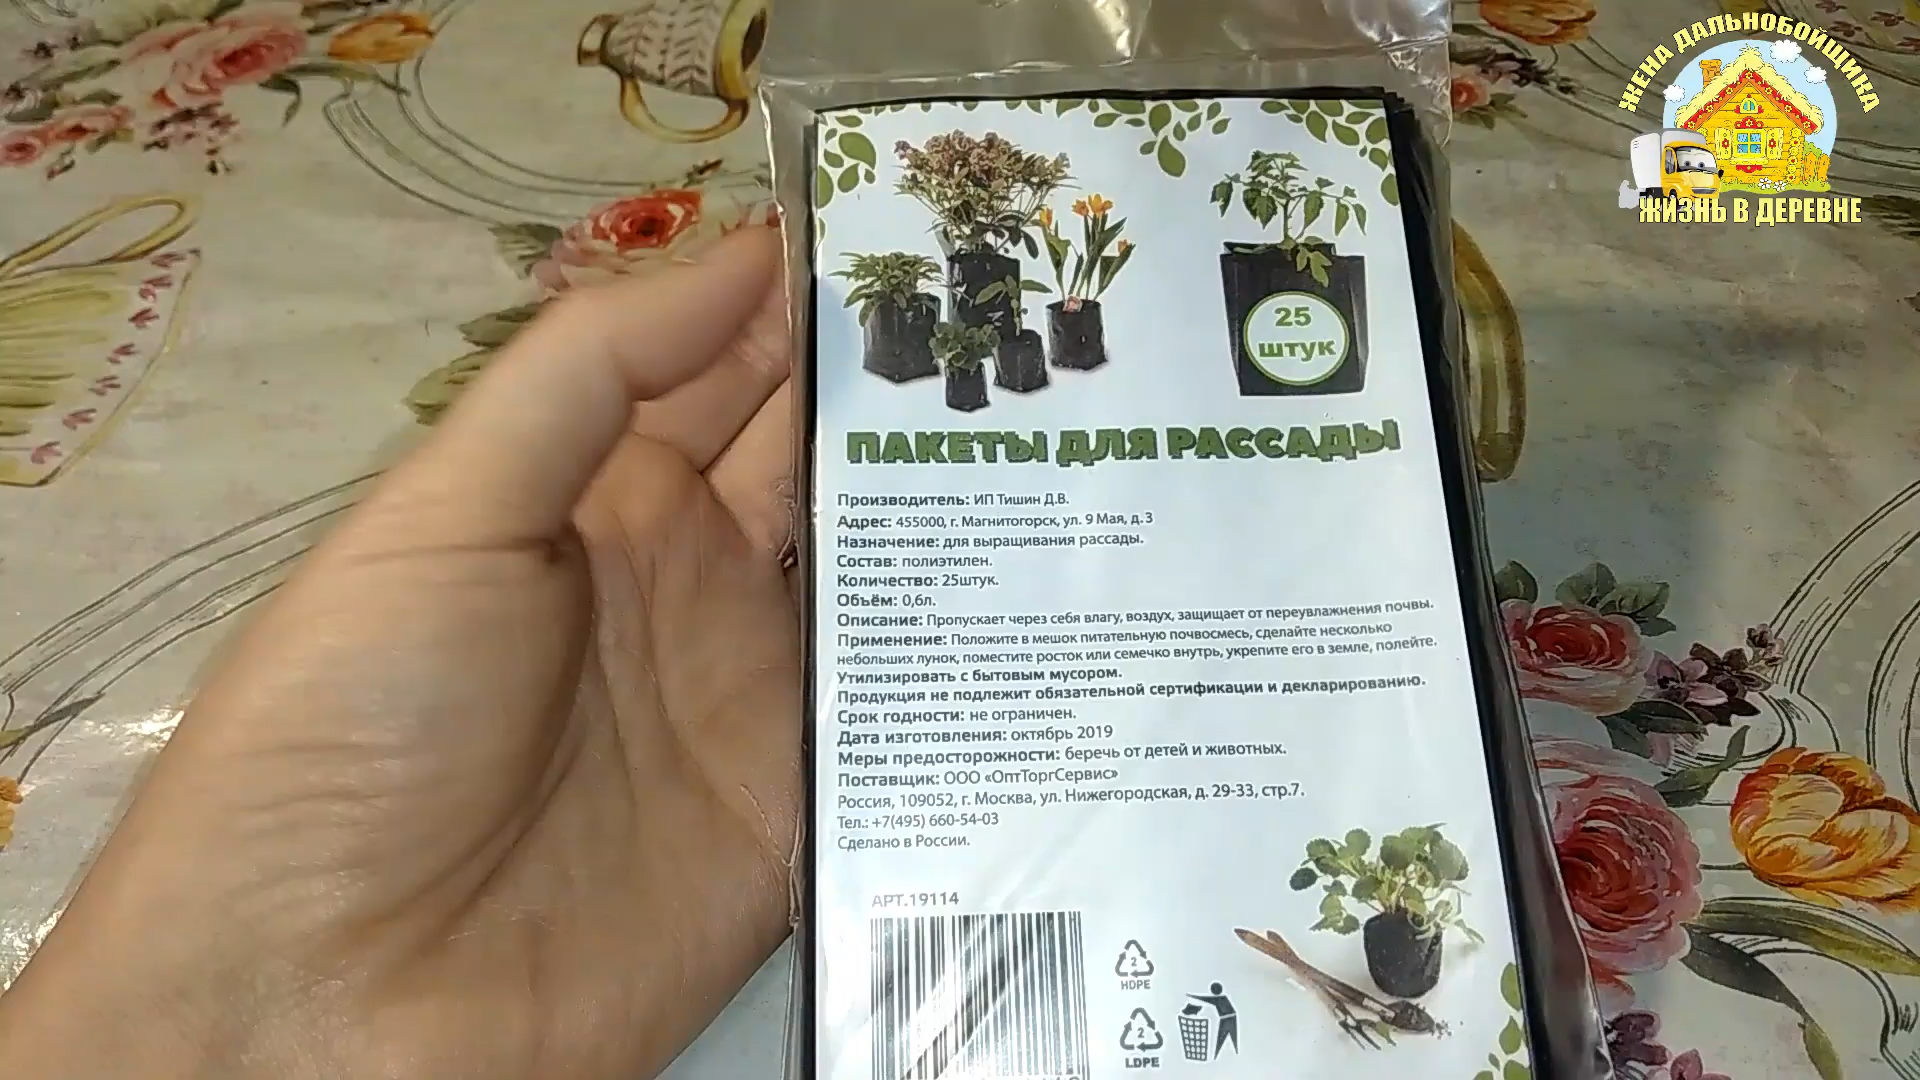 ЖЕНА ДАЛЬНОБОЙЩИКА
ЖИЗНЬ В ДЕРЕВНЕ
25
штук
ПАКЕТЫ ДЛЯ РАССАДЫ
Производитель: ИП Тишин Д.В.
Адрес: 455000, г. Магнитогорск, ул. 9 Мая, д.3
Назначение: для выращивания рассады.
Состав: полиэтилен.
Количество: 25штук.
Объём: 0,6л.
Описание: Пропускает через себя влагу, воздух, защищает от переувлажнения почвы.
Применение: Положите в мешок питательную почвосмесь, сделайте несколько
небольших лунок, поместите росток или семечко внутрь, укрепите его в земле, полейте.
Утилизировать с бытовым мусором.
Продукция не подлежит обязательной сертификации и декларированию.
Срок годности: не ограничен.
Дата изготовления: октябрь 2019
Меры предосторожности: беречь от детей и животных.
Поставщик: ООО «ОптТоргСервис»
Россия, 109052, г. Москва, ул. Нижегородская, д. 29-33, стр.7.
Тел.: +7(495) 660-54-03
Сделано в России.
АРТ.19114
2
HDPE
2
LDPE